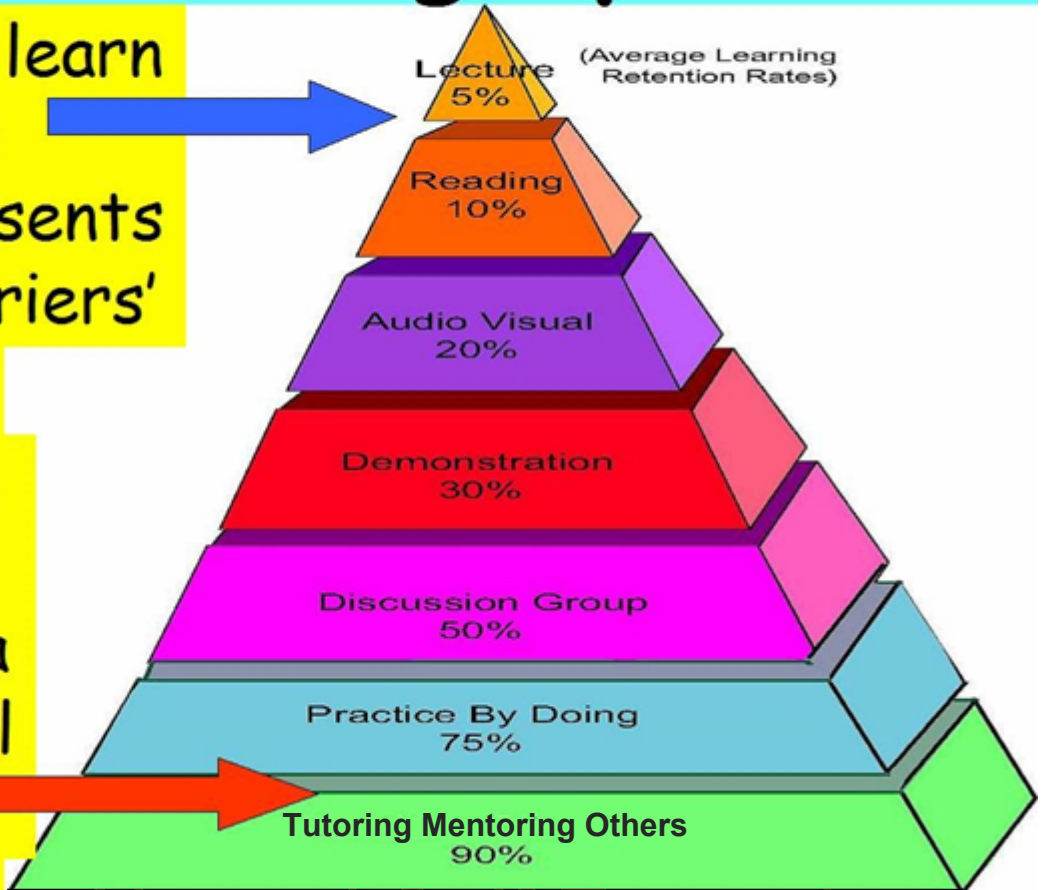 learn
sents
riers'
a
l
(Average Learning
Retention Rates)
Lecture
5%
Reading
10%
Audio Visual
20%
Demonstration
30%
Discussion Group
50%
Practice By Doing
75%
Tutoring Mentoring Others
90%